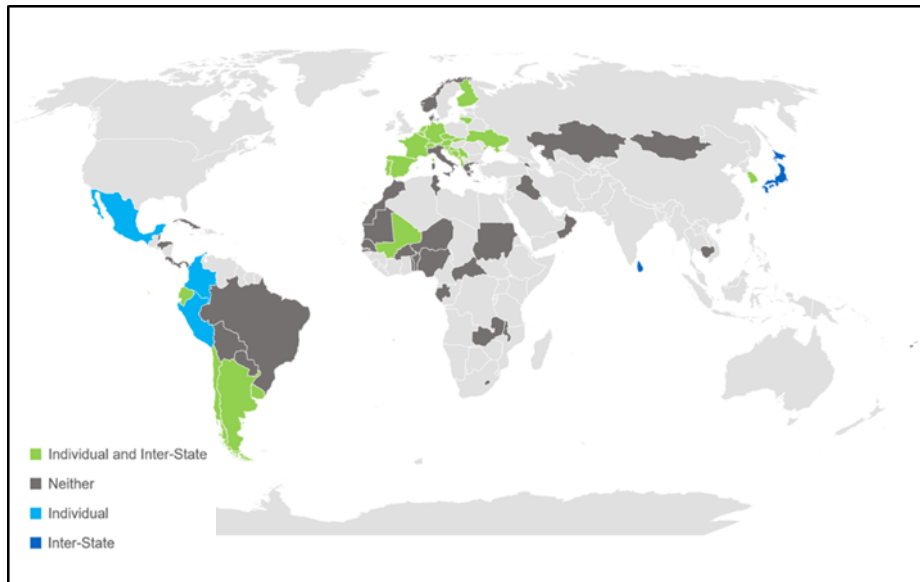 Individual and Inter-State
Neither
Individual
Inter-State